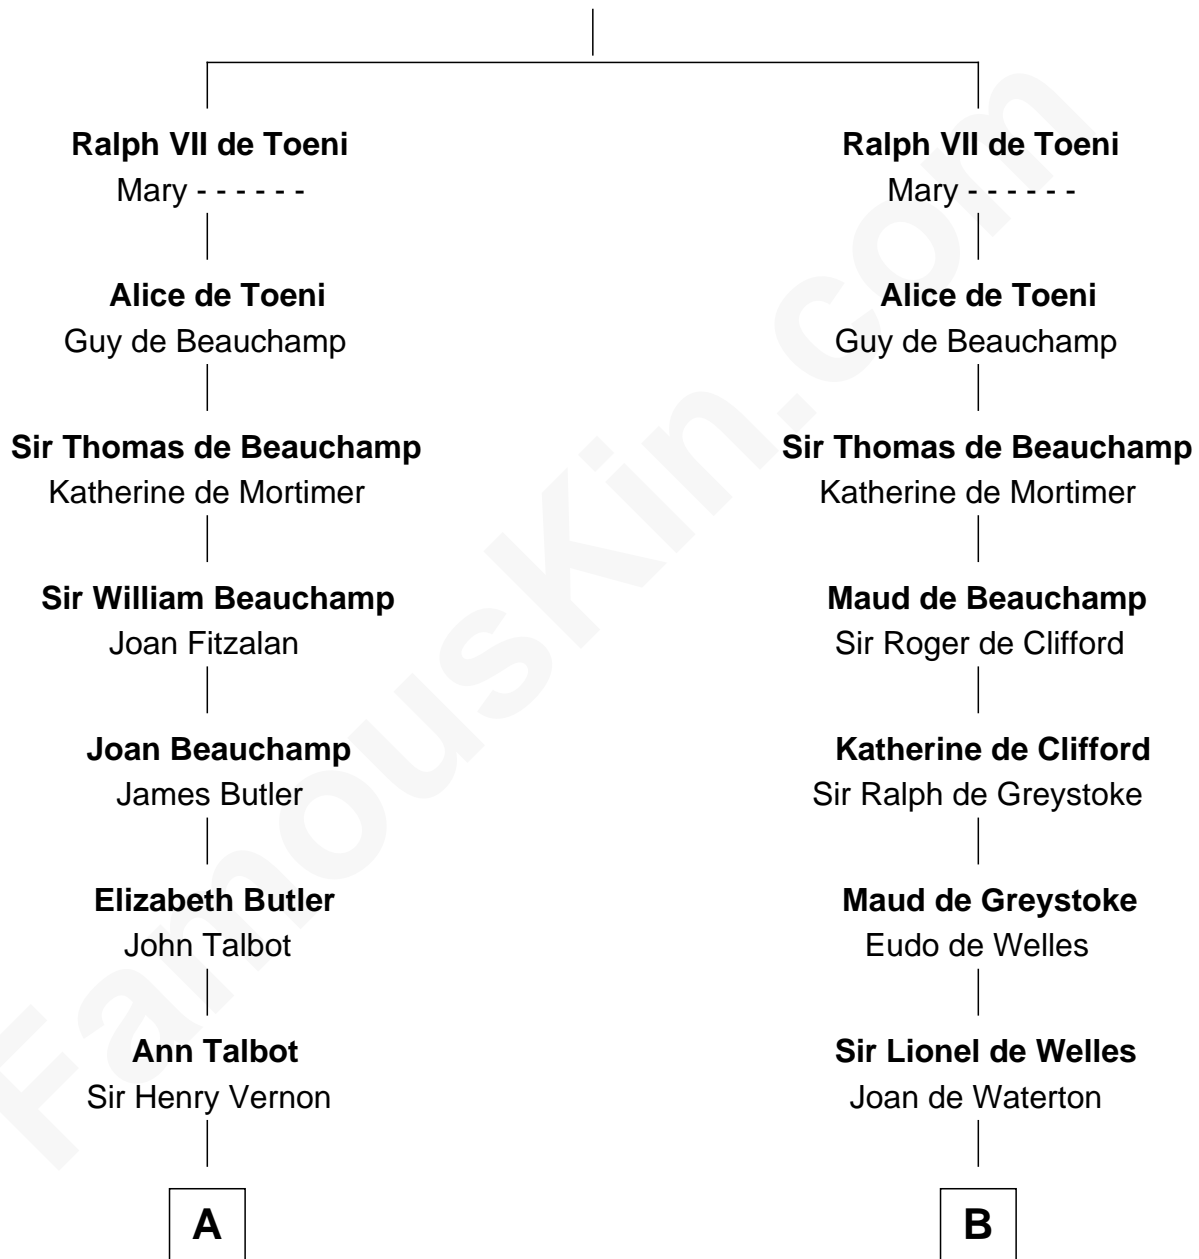 Ralph VII de Toeni
Mary - - - - - -
Alice de Toeni
Guy de Beauchamp
Sir Thomas de Beauchamp
Katherine de Mortimer
Sir William Beauchamp
Joan Fitzalan
Joan Beauchamp
James Butler
Elizabeth Butler
John Talbot
Ann Talbot
Sir Henry Vernon
A
Ralph VII de Toeni
Mary - - - - - -
Alice de Toeni
Guy de Beauchamp
Sir Thomas de Beauchamp
Katherine de Mortimer
Maud de Beauchamp
Sir Roger de Clifford
Katherine de Clifford
Sir Ralph de Greystoke
Maud de Greystoke
Eudo de Welles
Sir Lionel de Welles
Joan de Waterton
B
FamousKin.com